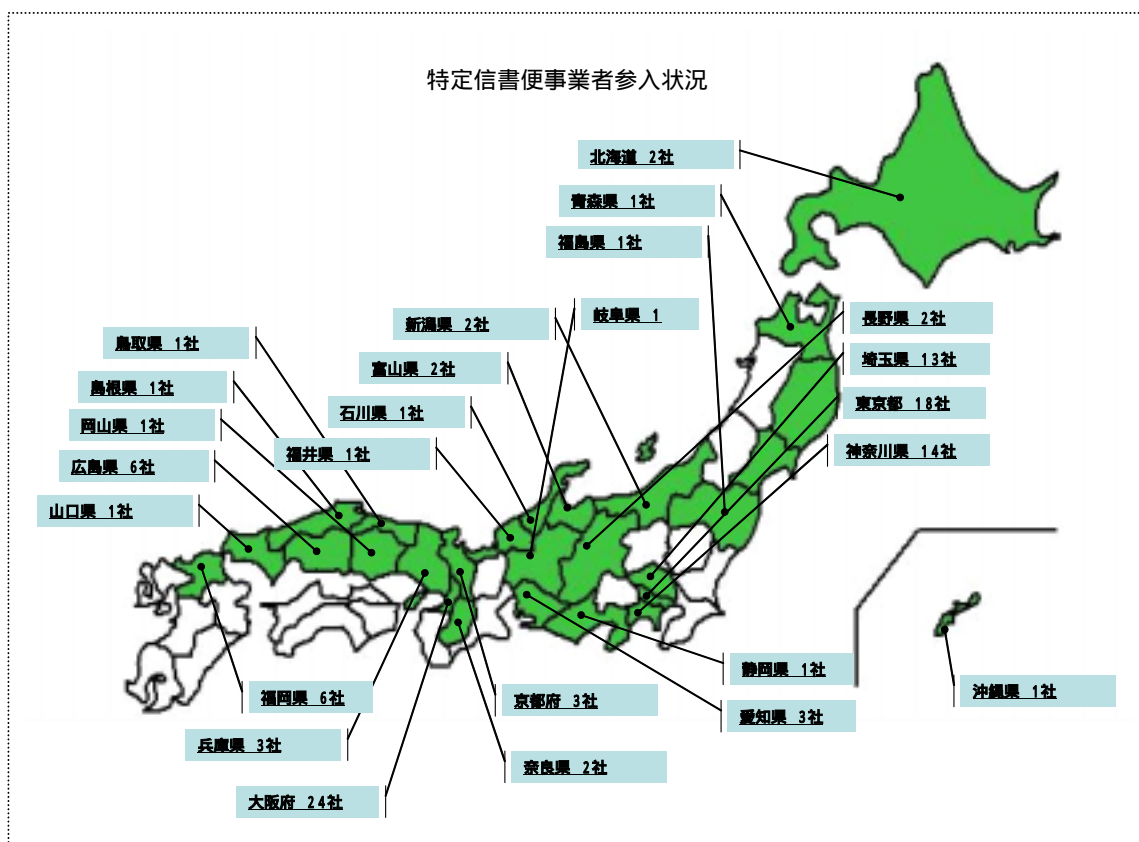 特定信書便事業者参入状況
北海道 2社
青森県 1社
福島県 1社
岐阜県 1
新潟県 2社
長野県 2社
鳥取県 1社
富山県 2社
埼玉県 13社
島根県 1社
石川県 1社
東京都 18社
岡山県 1社
福井県 1社
神奈川県 14社
広島県 6社
山口県 1社
静岡県 1社
沖縄県 1社
福岡県 6社
京都府 3社
愛知県 3社
兵庫県 3社
奈良県 2社
大阪府 24社